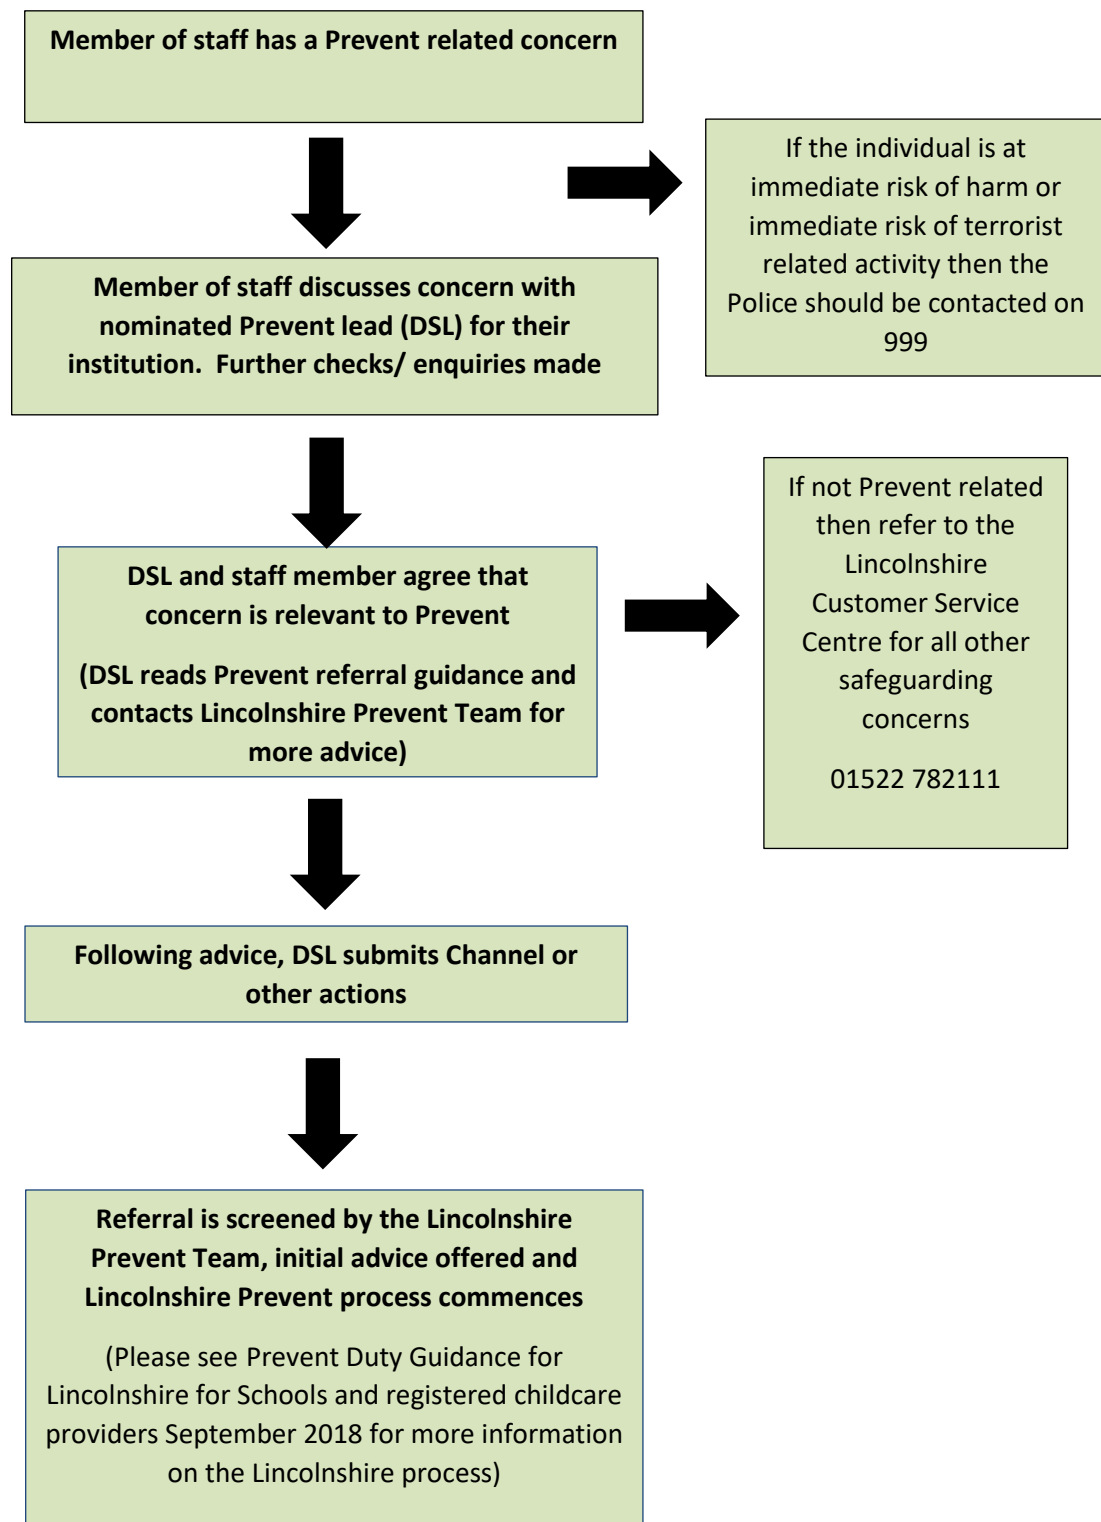 Member of staff has a Prevent related concern
If the individual is at
immediate risk of harm or
immediate risk of terrorist
related activity then the
Police should be contacted on
999
Member of staff discusses concern with
nominated Prevent lead (DSL) for their
institution.  Further checks/ enquiries made
If not Prevent related
then refer to the
Lincolnshire
Customer Service
Centre for all other
safeguarding
concerns
01522 782111
DSL and staff member agree that
concern is relevant to Prevent
(DSL reads Prevent referral guidance and
contacts Lincolnshire Prevent Team for
more advice)
Following advice, DSL submits Channel or
other actions
Referral is screened by the Lincolnshire
Prevent Team, initial advice offered and
Lincolnshire Prevent process commences
(Please see Prevent Duty Guidance for
Lincolnshire for Schools and registered childcare
providers September 2018 for more information
on the Lincolnshire process)